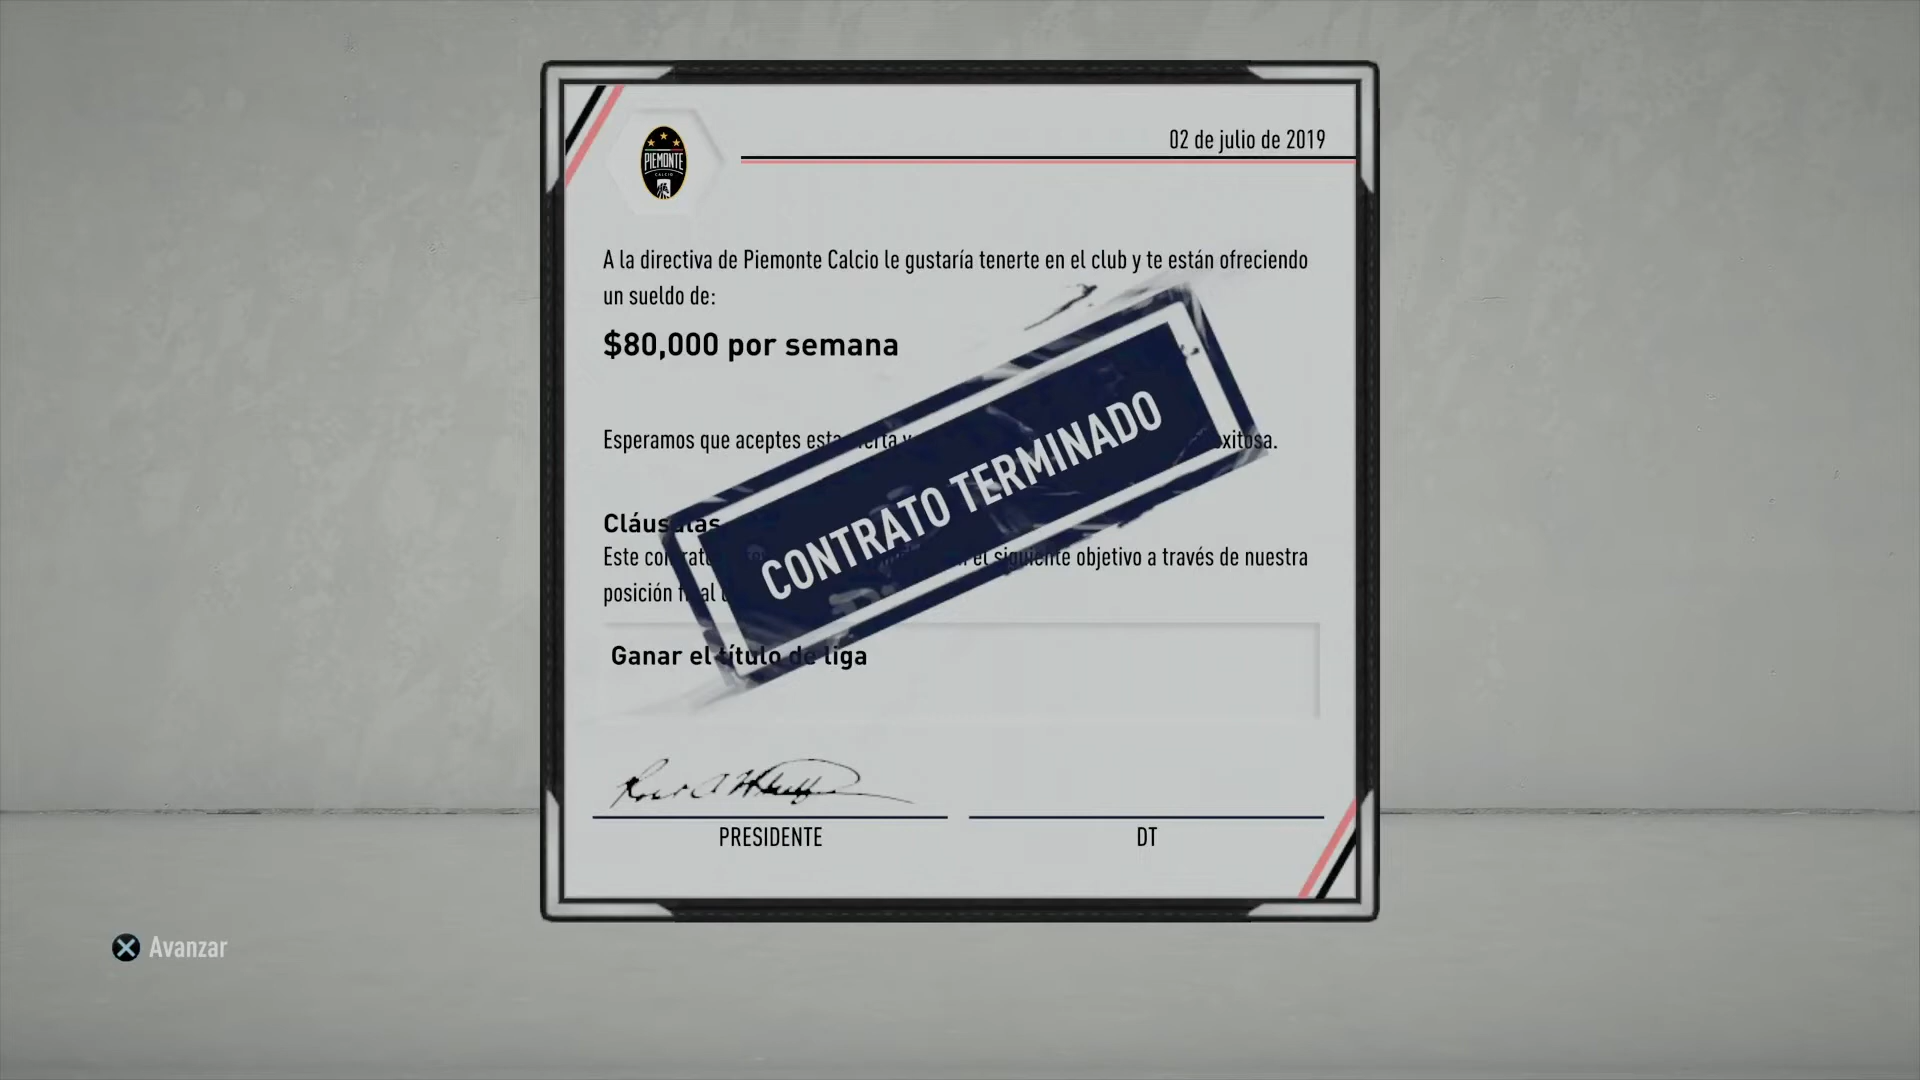 02 de julio de 2019
PIEMONTE
CALCIO
A la directiva de Piemonte Calcio le gustaría tenerte en el club y te están ofreciendo
un sueldo de:
$80,000 por semana
Esperamos que aceptes esta
CONTRATO TERMINADO
Cláusulas
Este el siguiente objetivo a través de nuestra
posición final
Ganar el título de liga
PRESIDENTE
DT
Avanzar